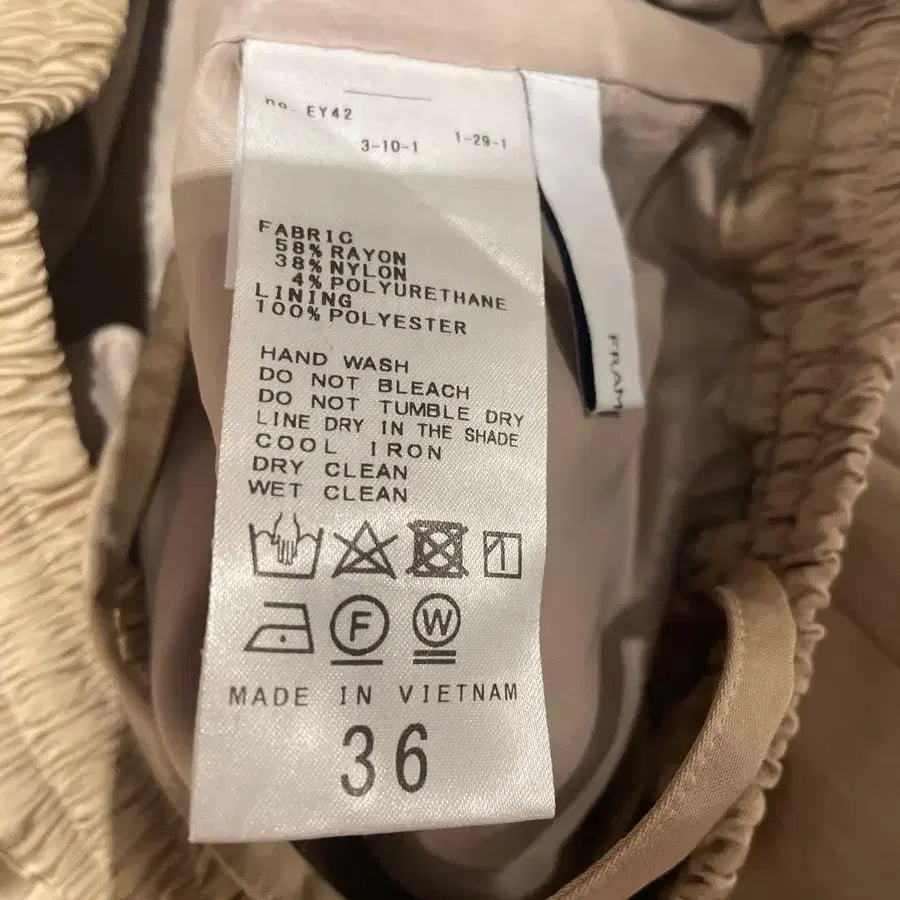 no. EY42
3-10-1 1-29-1
FABRIC
58% RAYON
38% NYLON
4% POLYURETHANE
LINING
100% POLYESTER
HAND WASH
DO NOT BLEACH
DO NOT TUMBLE DRY
LINE DRY IN THE SHADE
COOL IRON
DRY CLEAN
WET CLEAN
F W
MADE IN VIETNAM
36
FRAM